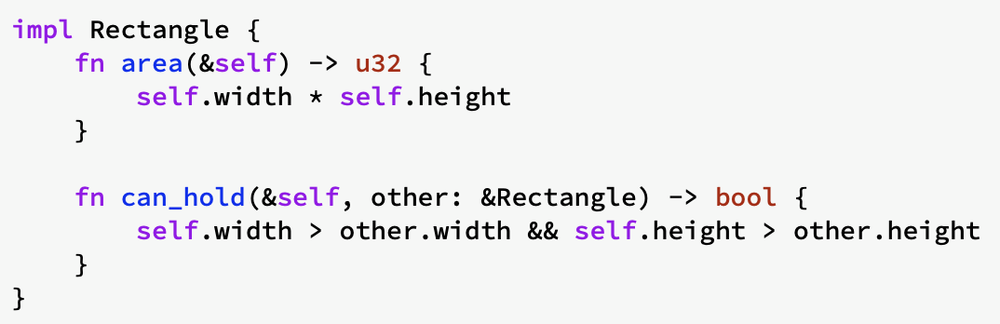 impl Rectangle {
    fn area(&self) -> u32 {
        self.width * self.height
    }

    fn can_hold(&self, other: &Rectangle) -> bool {
        self.width > other.width && self.height > other.height
    }
}